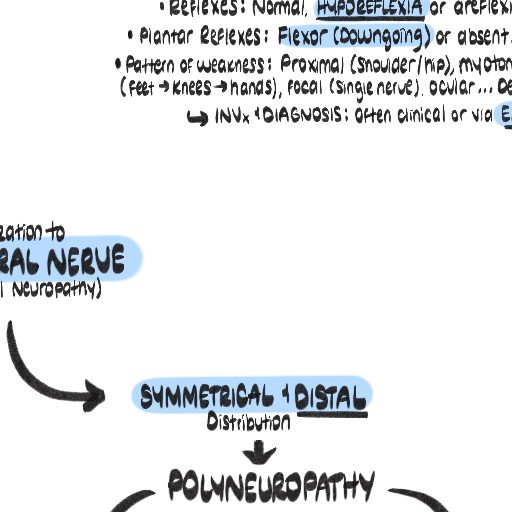 • Reflexes: Normal, HYPOREFLEXIA or areflexi
• Plantar Reflexes: Flexor (Downgoing) or absent.
• Pattern of weakness: Proximal (shoulder/hip), myoton
(feet → knees → hands), focal (single nerve), ocular...
↳ INVx & DIAGNOSIS: often clinical or via E
zation to
RAL NERVE
l Neuropathy)
SYMMETRICAL & DISTAL
Distribution
POLYNEUROPATHY